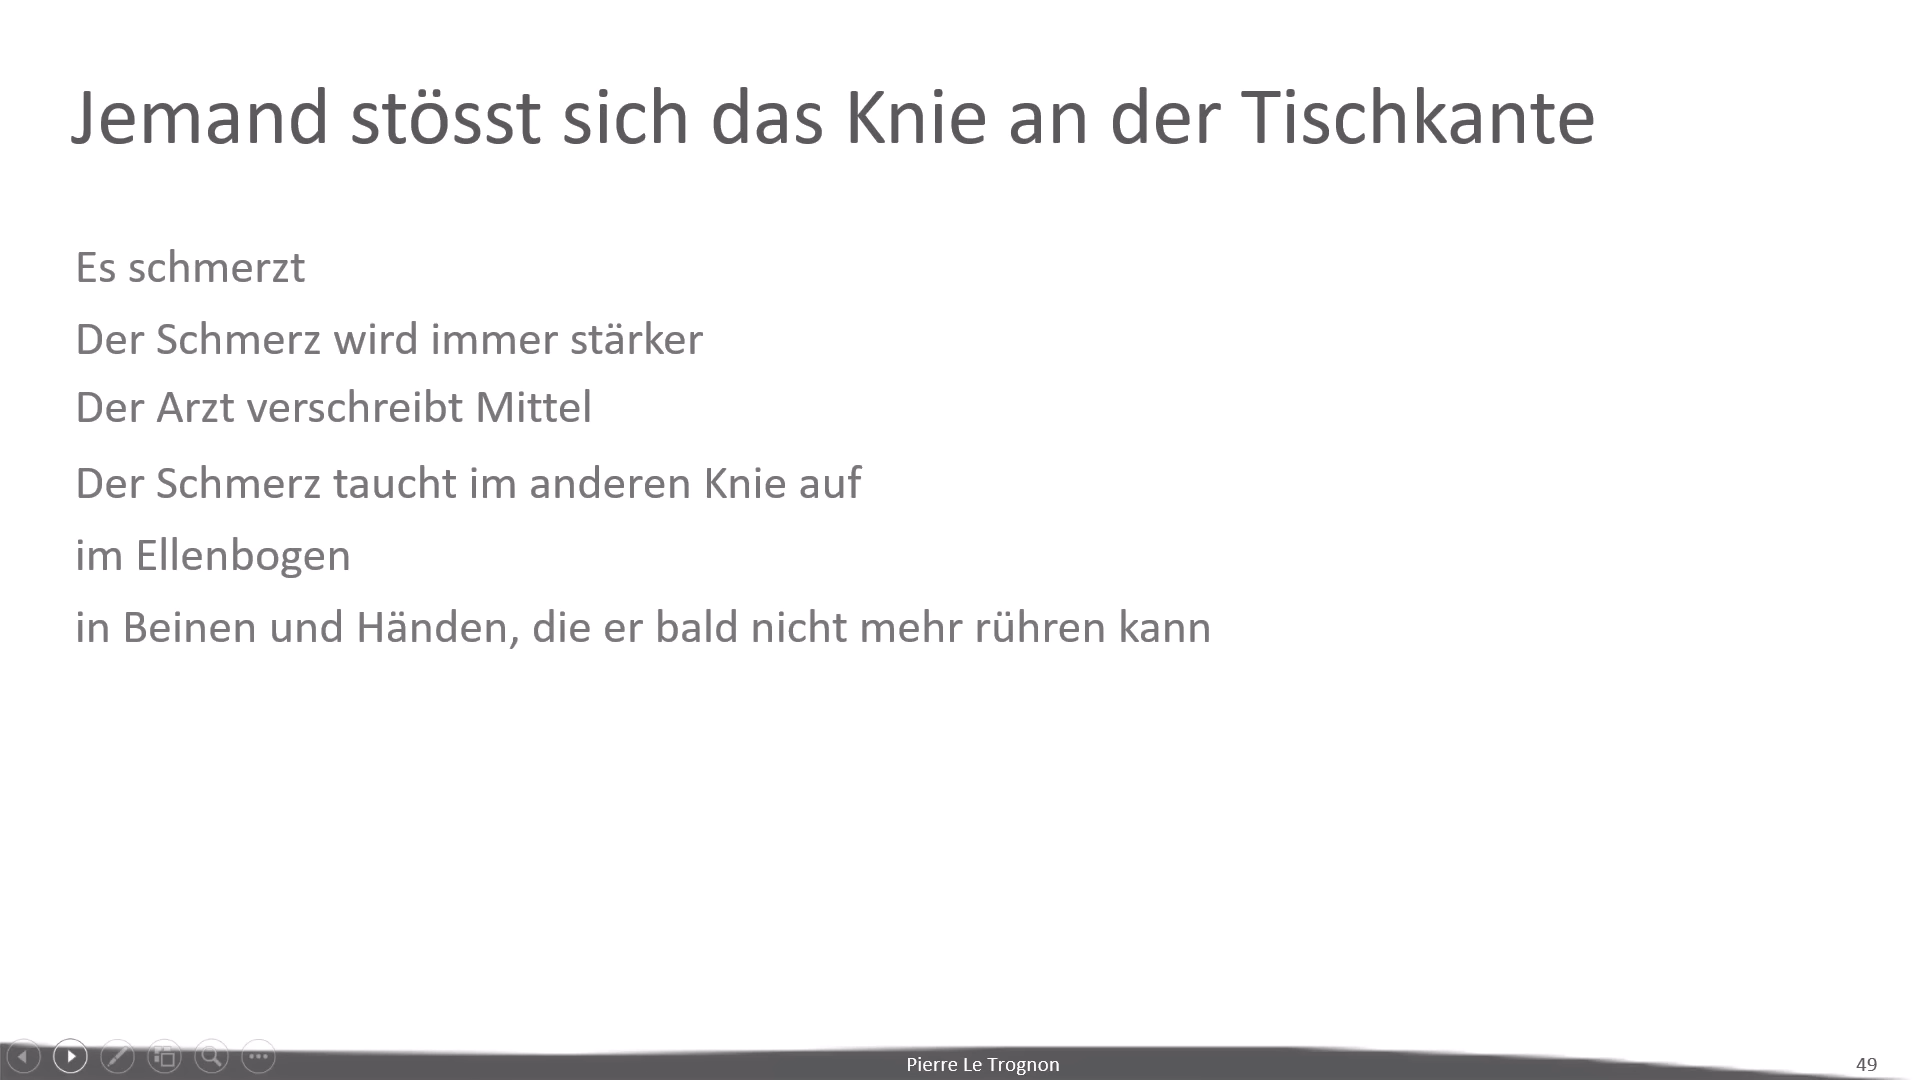 Jemand stösst sich das Knie an der Tischkante
Es schmerzt
Der Schmerz wird immer stärker
Der Arzt verschreibt Mittel
Der Schmerz taucht im anderen Knie auf
im Ellenbogen
in Beinen und Händen, die er bald nicht mehr rühren kann
Pierre Le Trognon
49